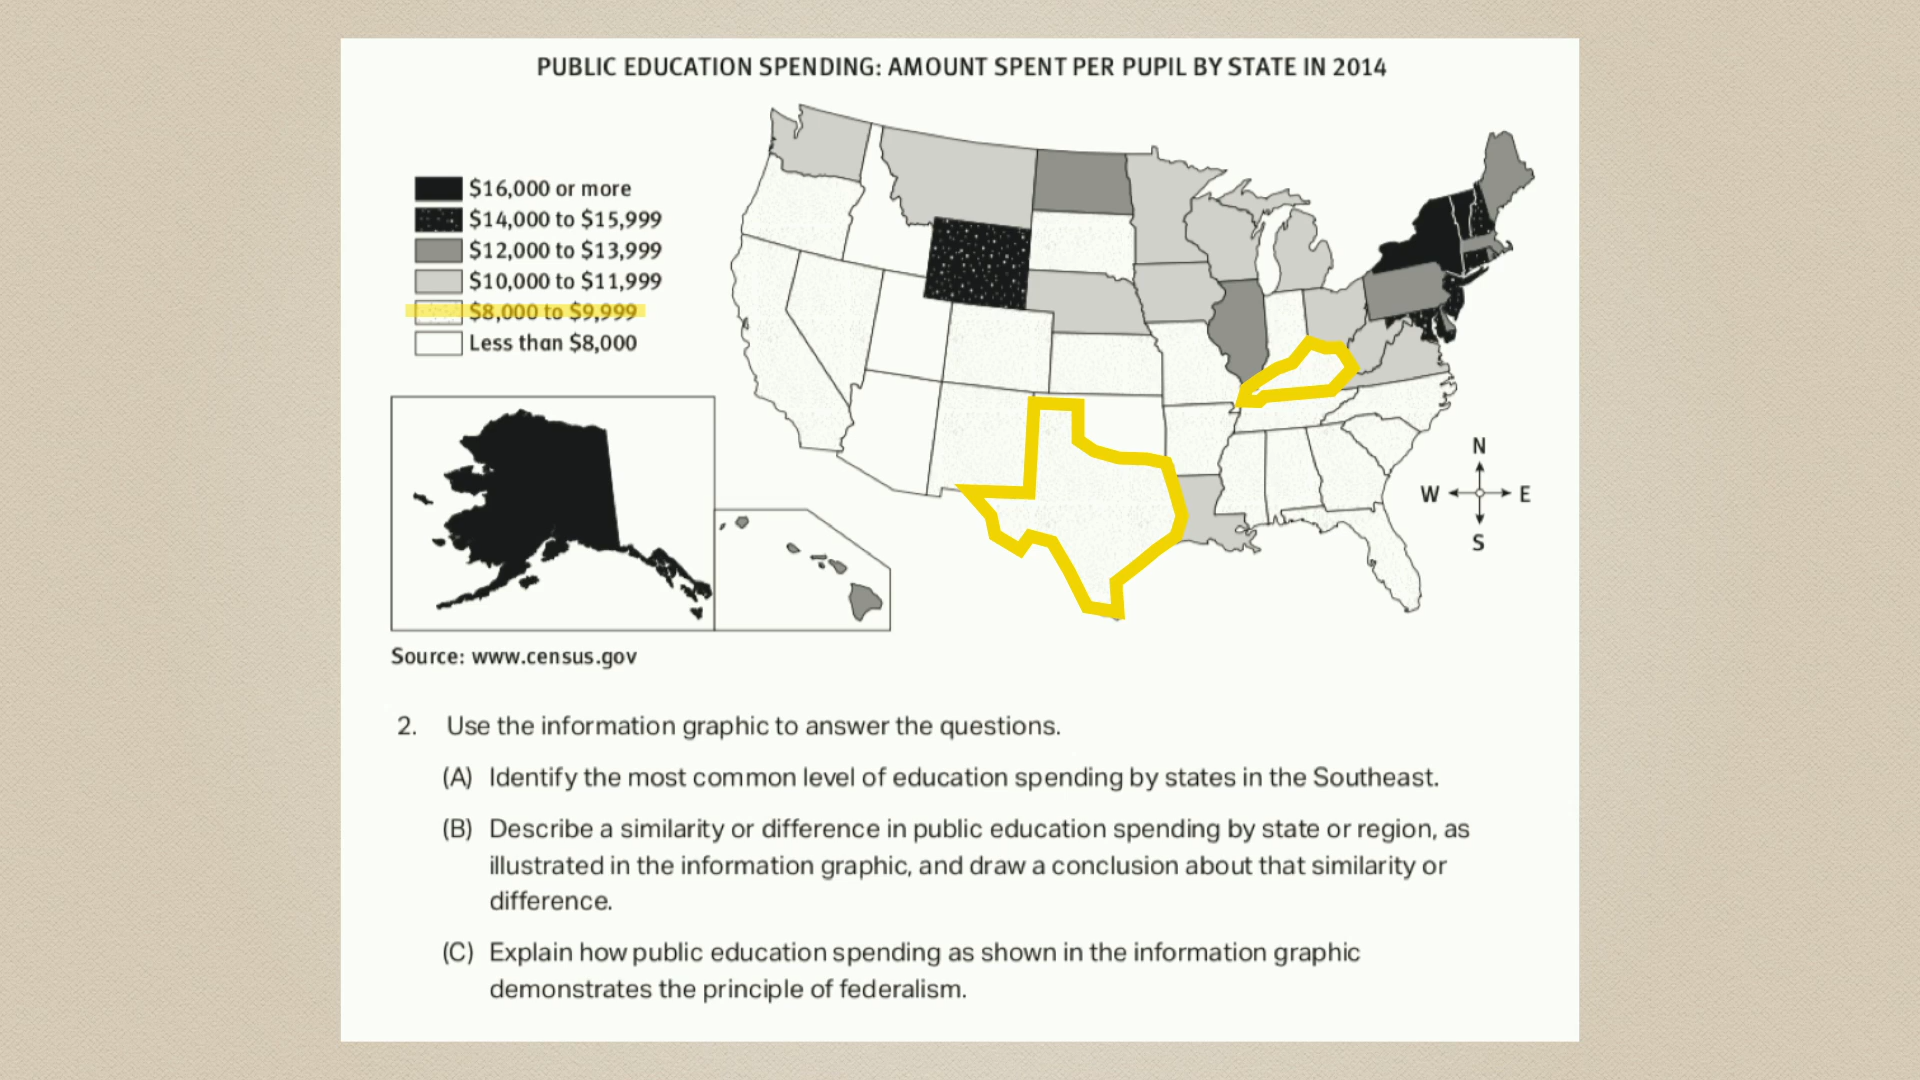 PUBLIC EDUCATION SPENDING: AMOUNT SPENT PER PUPIL BY STATE IN 2014
$16,000 or more
$14,000 to $15,999
$12,000 to $13,999
$10,000 to $11,999
$8,000 to $9,999
Less than $8,000
N
W E
S
Source: www.census.gov
2. Use the information graphic to answer the questions.
(A) Identify the most common level of education spending by states in the Southeast.
(B) Describe a similarity or difference in public education spending by state or region, as
illustrated in the information graphic, and draw a conclusion about that similarity or
difference.
(C) Explain how public education spending as shown in the information graphic
demonstrates the principle of federalism.